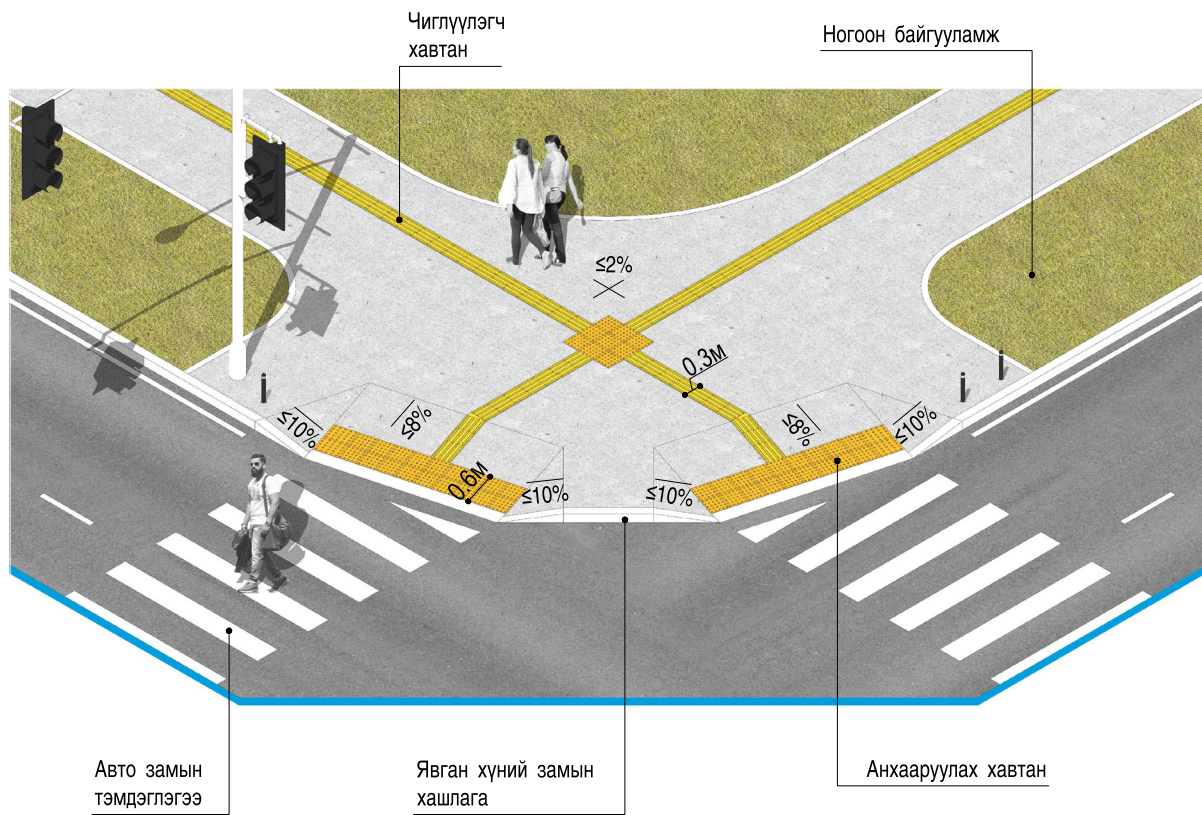 Чиглүүлэгч
хавтан
Ногоон байгууламж
≤2%
0.3м
≤10%
≤8%
≤8%
≤10%
0.6м
≤10%
≤10%
Авто замын
тэмдэглэгээ
Явган хүний замын
хашлага
Анхааруулах хавтан